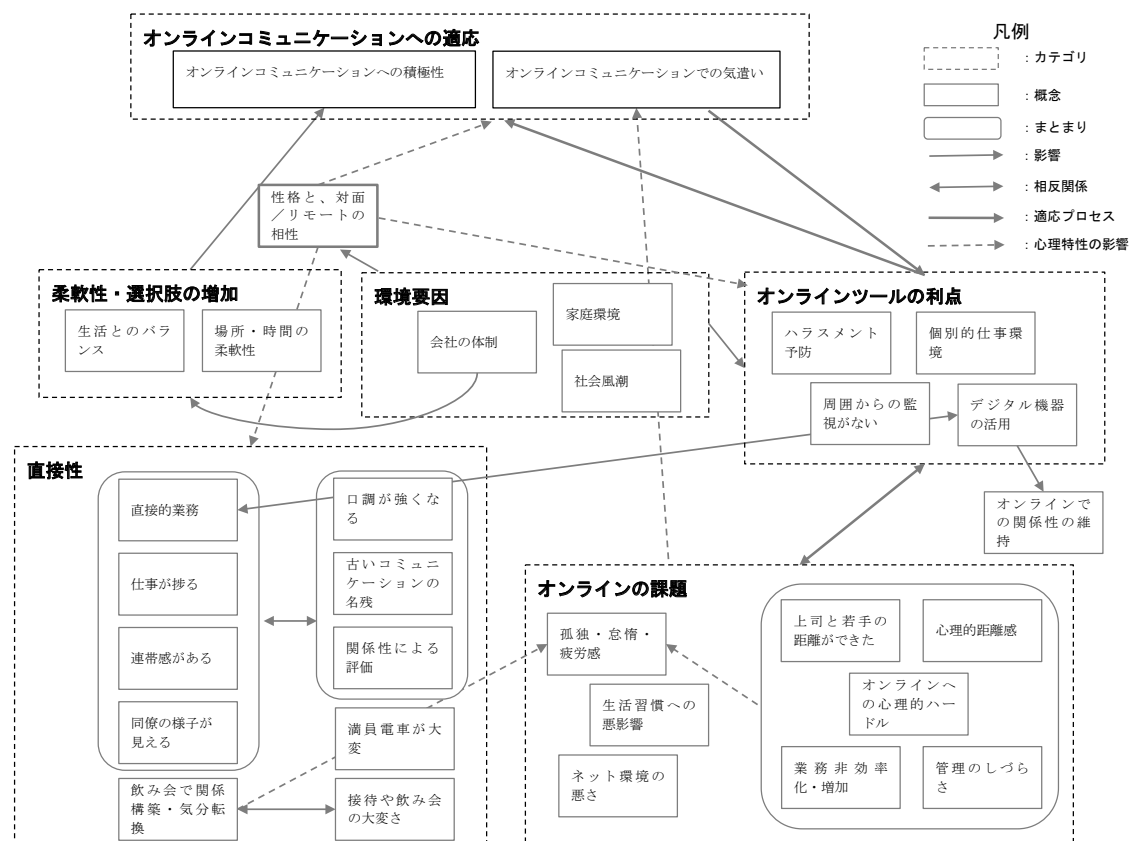 オンラインコミュニケーションへの適応
オンラインコミュニケーションへの積極性
オンラインコミュニケーションでの気遣い
凡例
：カテゴリ
：概念
：まとまり
：影響
：相反関係
：適応プロセス
：心理特性の影響
性格と、対面
／リモートの
相性
柔軟性・選択肢の増加
生活とのバラ
ンス
場所・時間の
柔軟性
環境要因
会社の体制
家庭環境
社会風潮
オンラインツールの利点
ハラスメント
予防
個別的仕事環
境
周囲からの監
視がない
デジタル機器
の活用
オンラインで
の関係性の維
持
直接性
直接的業務
仕事が捗る
連帯感がある
同僚の様子が
見える
口調が強くな
る
古いコミュニ
ケーションの
名残
関係性による
評価
満員電車が大
変
飲み会で関係
構築・気分転
換
接待や飲み会
の大変さ
オンラインの課題
孤独・怠惰・
疲労感
生活習慣への
悪影響
ネット環境の
悪さ
上司と若手の
距離ができた
心理的距離感
オンラインへ
の心理的ハー
ドル
業務非効率
化・増加
管理のしづら
さ